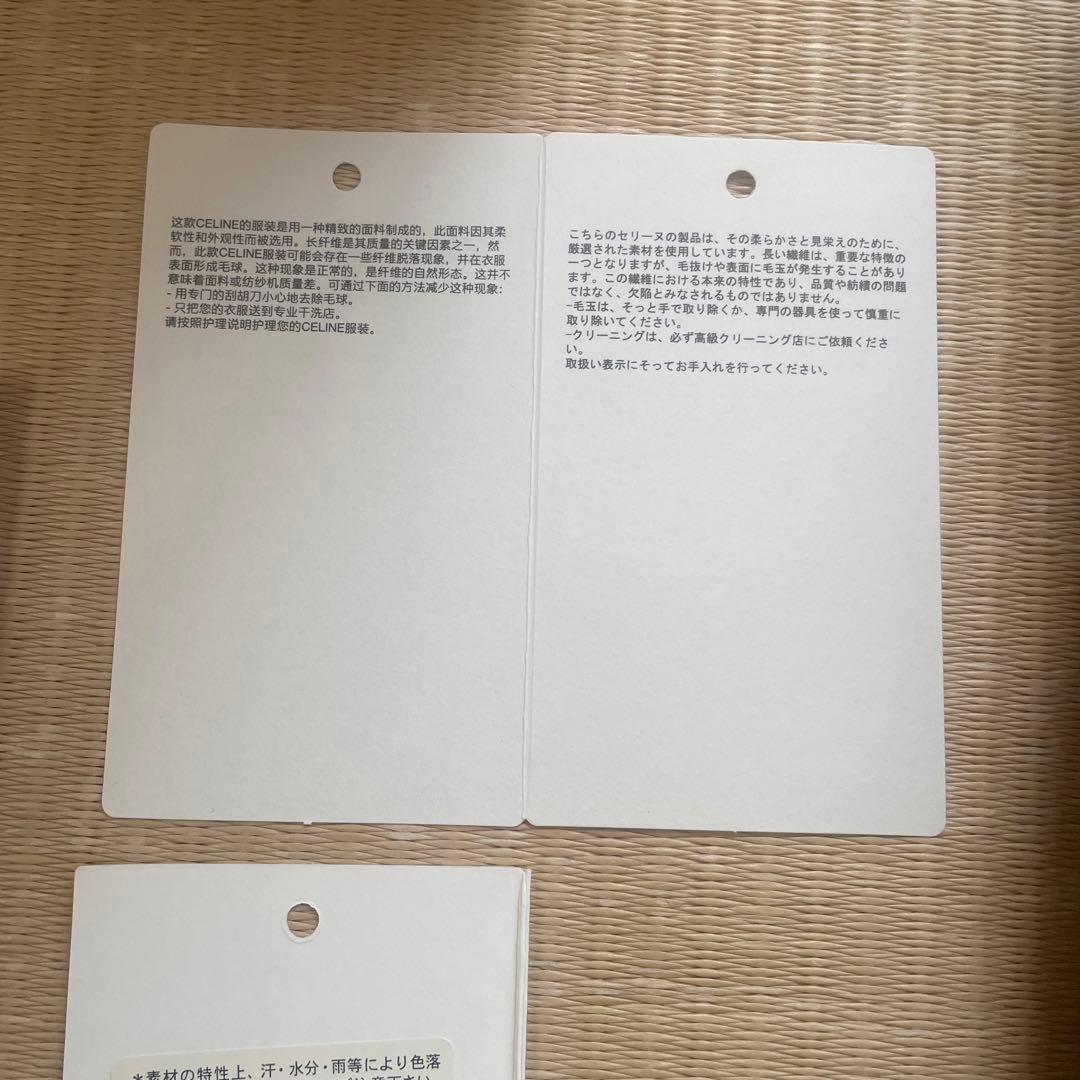 这款CELINE的服装是用一种精致的面料制成的，此面料因其柔
软性和外观性而被选用。长纤维是其质量的关键因素之一，然
而，此款CELINE服装可能会存在一些纤维脱落现象，并在衣服
表面形成毛球。这种现象是正常的，是纤维的自然形态。这并不
意味着面料或纺纱机质量差。可通过下面的方法减少这种现象：
- 用专门的刮胡刀小心地去除毛球。
- 只把您的衣服送到专业干洗店。
请按照护理说明护理您的CELINE服装。
こちらのセリーヌの製品は、その柔らかさと見栄えのために、
厳選された素材を使用しています。長い繊維は、重要な特徴の
一つとなりますが、毛抜けや表面に毛玉が発生することがあり
ます。この繊維における本来の特性であり、品質や紡績の問題
ではなく、欠陥とみなされるものではありません。
−毛玉は、そっと手で取り除くか、専門の器具を使って慎重に
取り除いてください。
−クリーニングは、必ず高級クリーニング店にご依頼くださ
い。
取扱い表示にそってお手入れを行ってください。
＊素材の特性上、汗・水分・雨等により色落